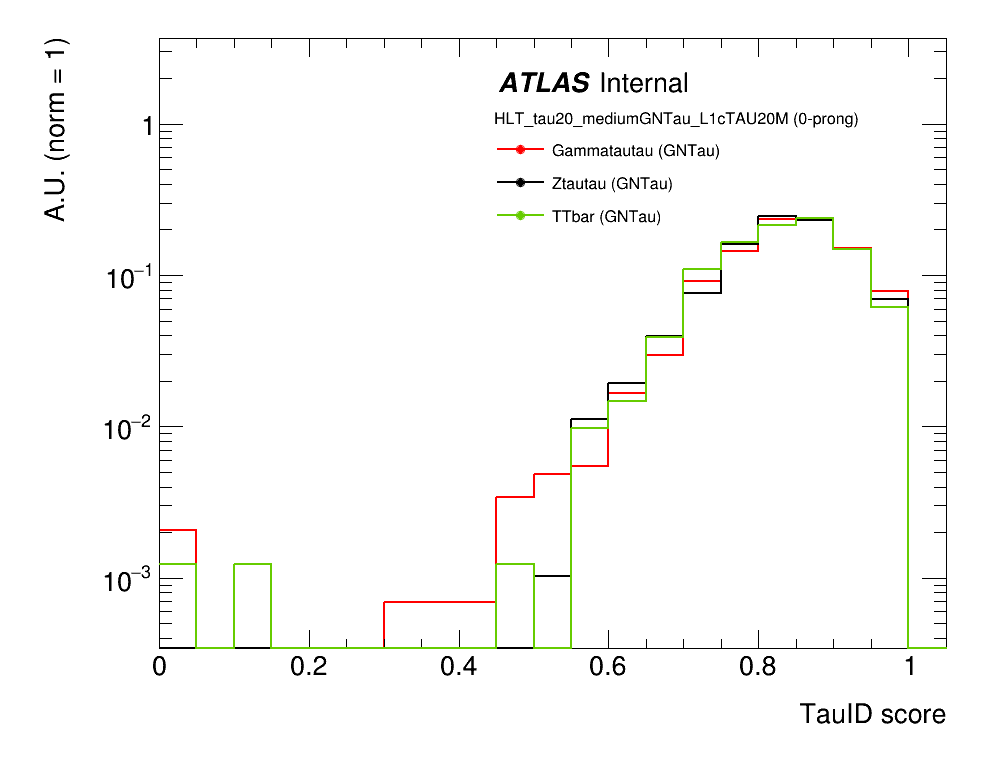 A.U. (norm = 1)
ATLAS Internal
HLT_tau20_mediumGNTau_L1cTAU20M (0-prong)
Gammatautau (GNTau)
Ztautau (GNTau)
TTbar (GNTau)
1
10⁻¹
10⁻²
10⁻³
0 0.2 0.4 0.6 0.8 1
TauID score